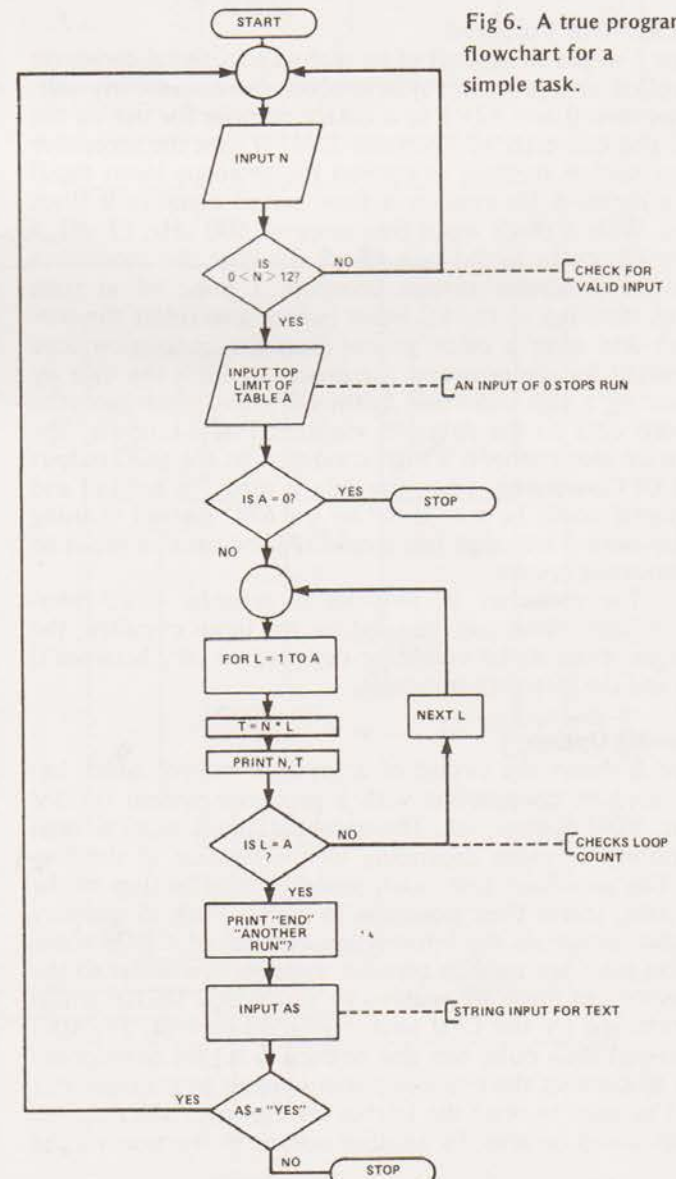 Fig 6. A true program
flowchart for a
simple task.
START
INPUT N
IS
0 < N > 12?
NO
CHECK FOR
VALID INPUT
YES
INPUT TOP
LIMIT OF
TABLE A
AN INPUT OF 0 STOPS RUN
IS A = 0?
YES
STOP
NO
FOR L = 1 TO A
NEXT L
T = N * L
PRINT N, T
IS L = A
?
NO
CHECKS LOOP
COUNT
YES
PRINT "END"
"ANOTHER
RUN"?
INPUT A$
STRING INPUT FOR TEXT
YES
A$ = "YES"
NO
STOP